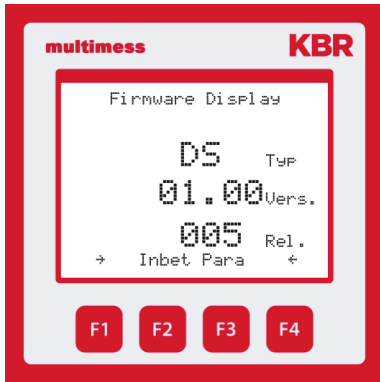 multimess KBR
Firmware Display
DS Typ
01.00 Vers.
005 Rel.
→ Inbet Para ←
F1 F2 F3 F4